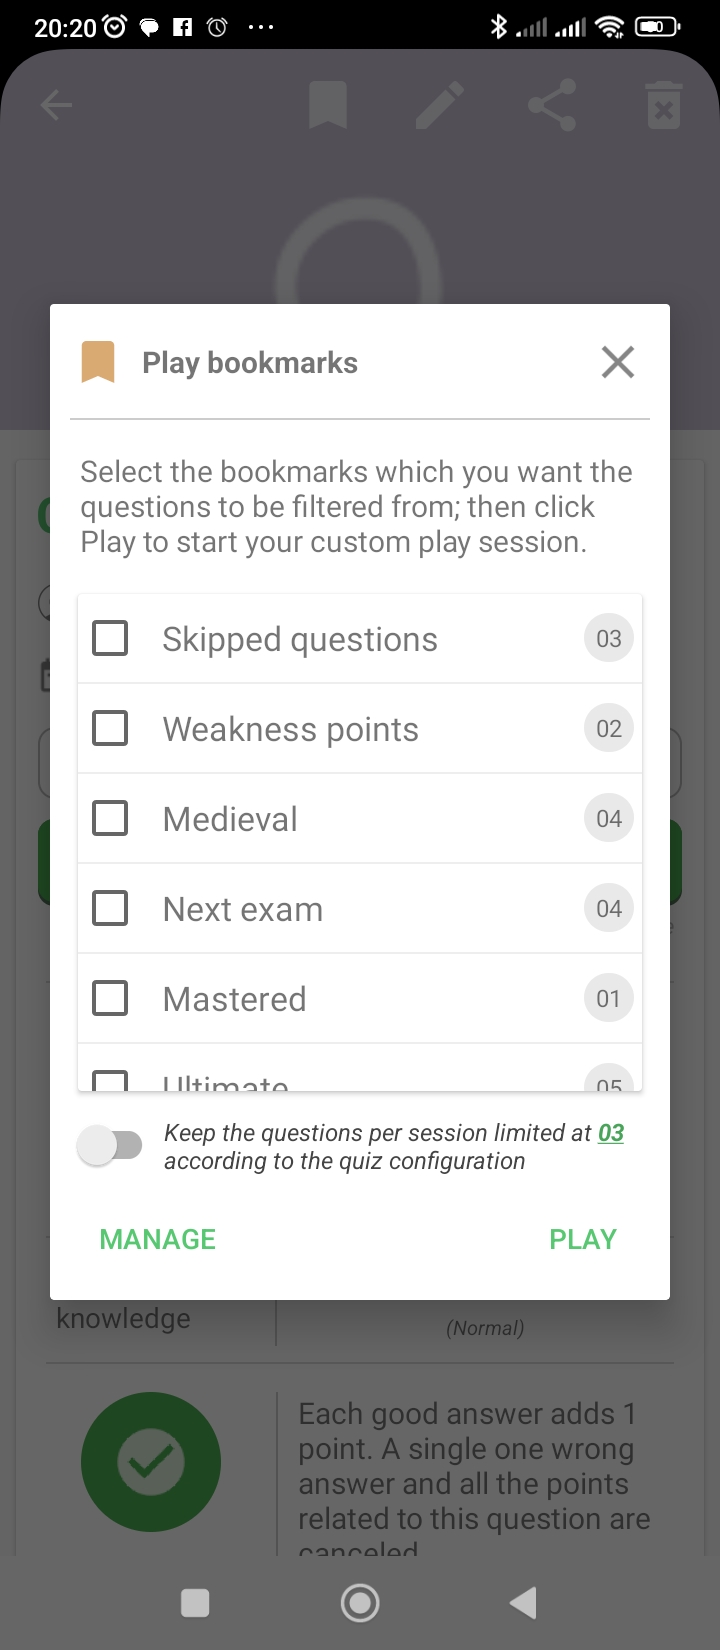 20:20
Play bookmarks
Select the bookmarks which you want the
questions to be filtered from; then click
Play to start your custom play session.
Skipped questions 03
Weakness points 02
Medieval 04
Next exam 04
Mastered 01
Ultimate 05
Keep the questions per session limited at 03
according to the quiz configuration
MANAGE PLAY
knowledge
(Normal)
Each good answer adds 1
point. A single one wrong
answer and all the points
related to this question are
canceled